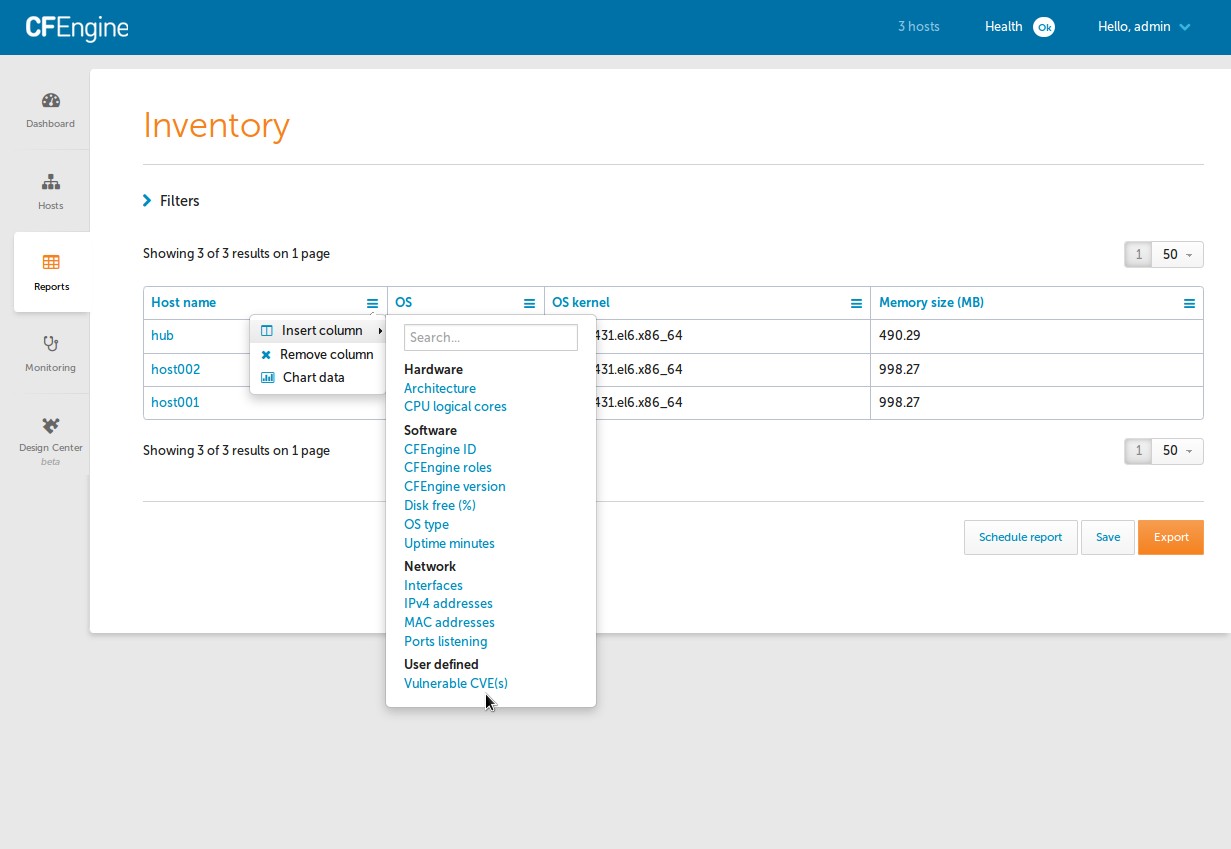 CFEngine
3 hosts
Health Ok
Hello, admin
Dashboard
Hosts
Reports
Monitoring
Design Center
beta
Inventory
Filters
Showing 3 of 3 results on 1 page
1 50
Host name OS OS kernel Memory size (MB)
hub 431.el6.x86_64 490.29
host002 431.el6.x86_64 998.27
host001 431.el6.x86_64 998.27
Insert column
Remove column
Chart data
Search...
Hardware
Architecture
CPU logical cores
Software
CFEngine ID
CFEngine roles
CFEngine version
Disk free (%)
OS type
Uptime minutes
Network
Interfaces
IPv4 addresses
MAC addresses
Ports listening
User defined
Vulnerable CVE(s)
Showing 3 of 3 results on 1 page
1 50
Schedule report
Save
Export